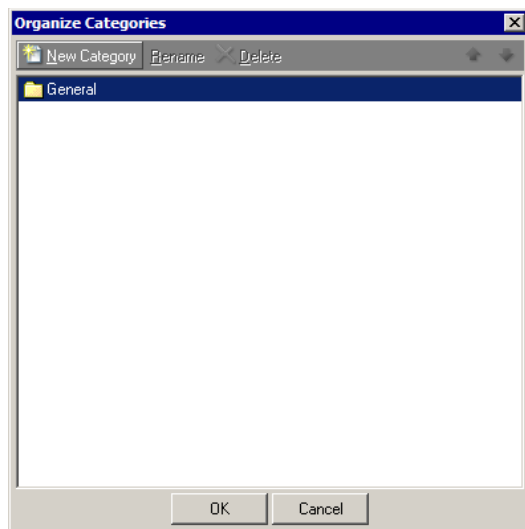 Organize Categories
New Category Rename Delete
General
OK Cancel